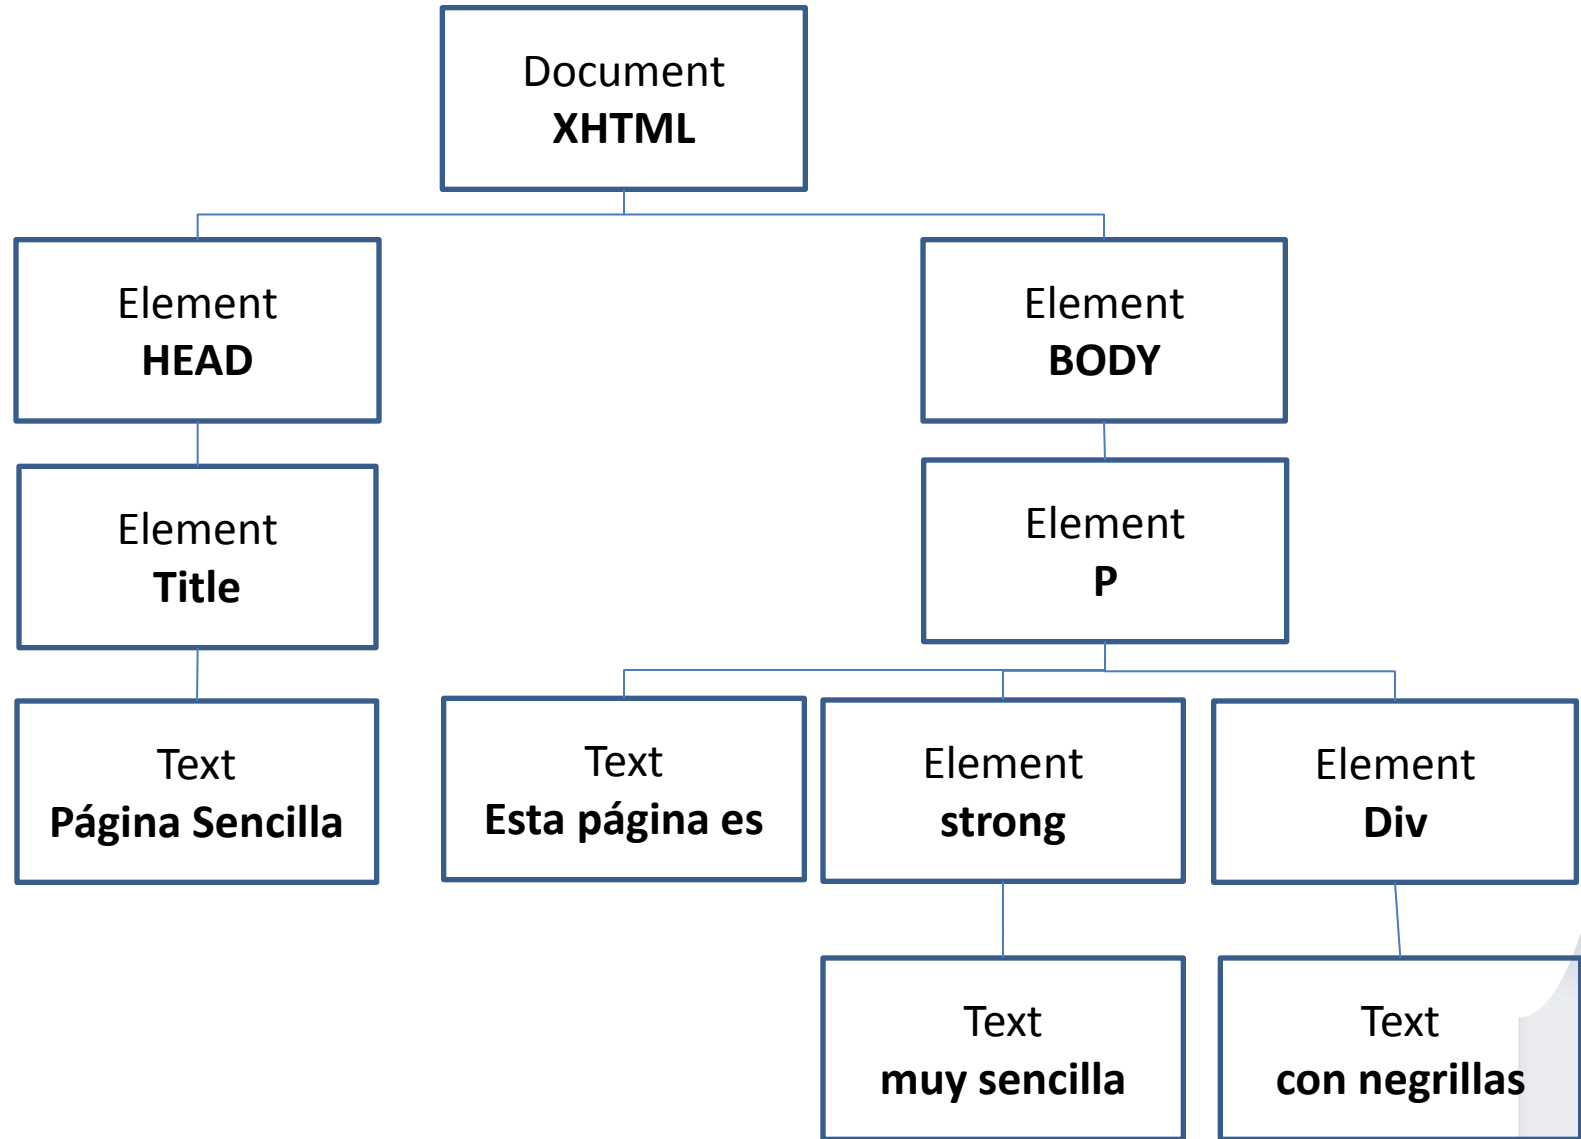 Document
XHTML
Element
HEAD
Element
BODY
Element
Title
Element
P
Text
Página Sencilla
Text
Esta página es
Element
strong
Element
Div
Text
muy sencilla
Text
con negrillas